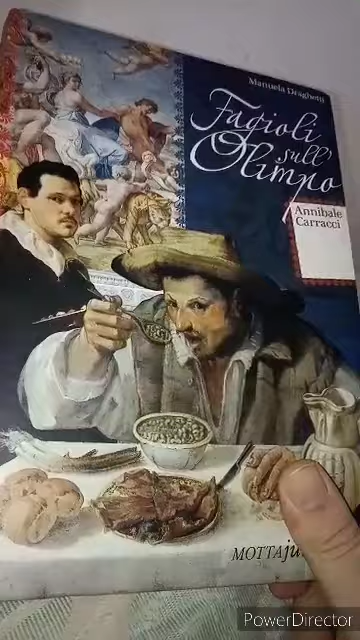 Manuela Draghetti
Fagioli
sull'
Olimpo
Annibale
Carracci
MOTTAju
PowerDirector